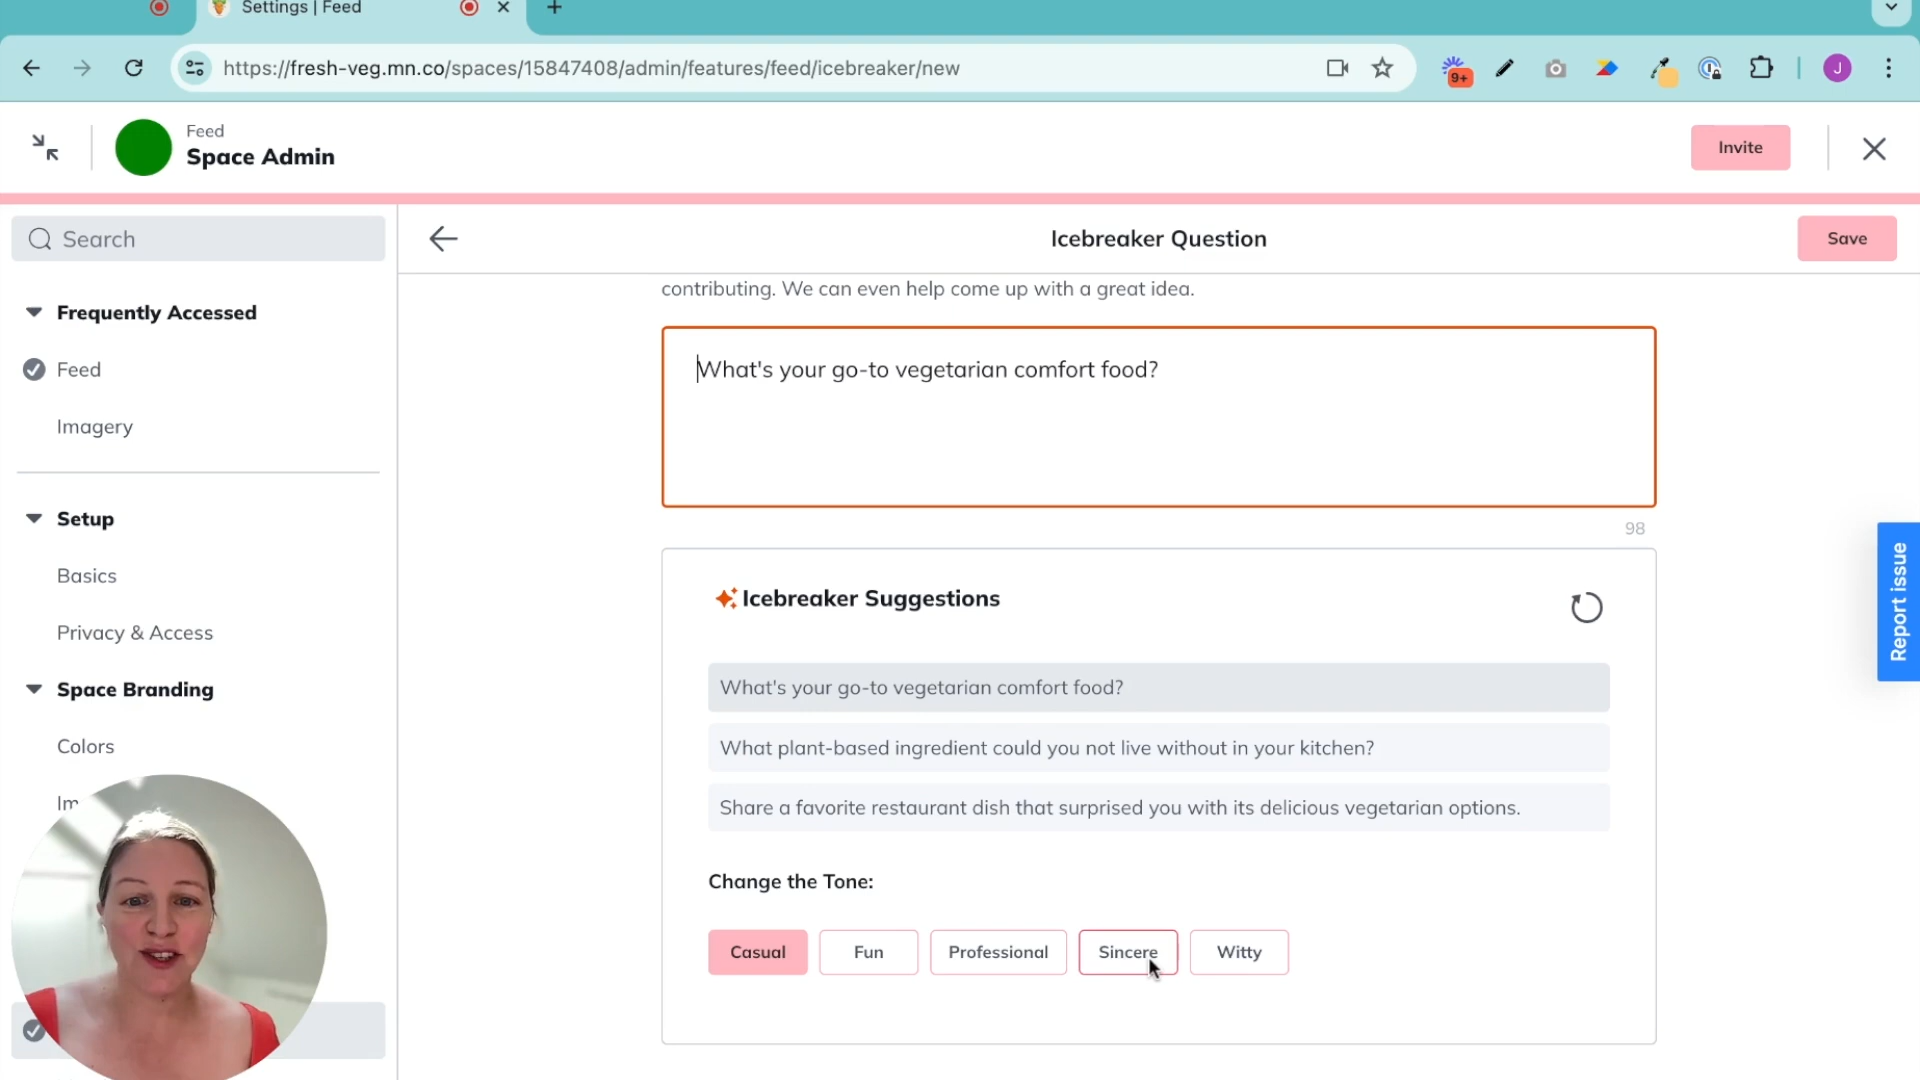 Settings | Feed
https://fresh-veg.mn.co/spaces/15847408/admin/features/feed/icebreaker/new
9+
J
Feed
Space Admin
Invite
Search
Icebreaker Question
Save
contributing. We can even help come up with a great idea.
Frequently Accessed
Feed
Imagery
Setup
Basics
Privacy & Access
Space Branding
Colors
What's your go-to vegetarian comfort food?
98
Icebreaker Suggestions
What's your go-to vegetarian comfort food?
What plant-based ingredient could you not live without in your kitchen?
Share a favorite restaurant dish that surprised you with its delicious vegetarian options.
Change the Tone:
Casual
Fun
Professional
Sincere
Witty
Report issue